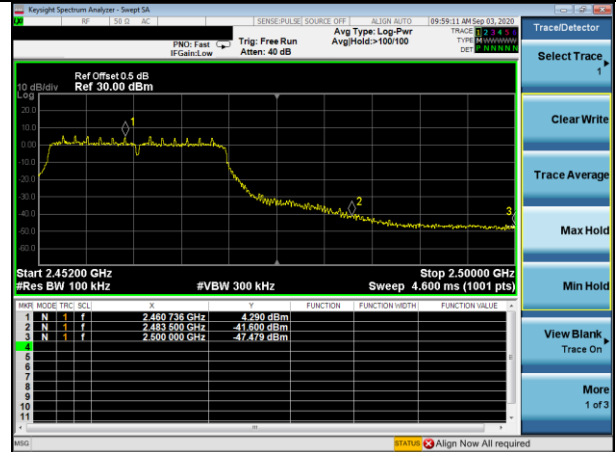 Keysight Spectrum Analyzer - Swept SA
RF 50 Ω AC SENSE:PULSE SOURCE OFF ALIGN AUTO 09:59:11 AM Sep 03, 2020
PNO: Fast Trig: Free Run Avg Type: Log-Pwr TRACE 1 2 3 4 5 6
IFGain:Low Atten: 40 dB Avg|Hold:>100/100 TYPE M WWWWW
DET P NNNNN
Ref Offset 0.5 dB
10 dB/div Ref 30.00 dBm
Log
20.0
10.0
0.00
-10.0
-20.0
-30.0
-40.0
-50.0
-60.0
1
2
3
Start 2.45200 GHz Stop 2.50000 GHz
#Res BW 100 kHz #VBW 300 kHz Sweep 4.600 ms (1001 pts)
MKR MODE TRC SCL X Y FUNCTION FUNCTION WIDTH FUNCTION VALUE
1 N 1 f 2.460 736 GHz 4.290 dBm
2 N 1 f 2.483 500 GHz -41.600 dBm
3 N 1 f 2.500 000 GHz -47.479 dBm
4
5
6
7
8
9
10
11
MSG STATUS Align Now All required
Trace/Detector
Select Trace
1
Clear Write
Trace Average
Max Hold
Min Hold
View Blank
Trace On
More
1 of 3